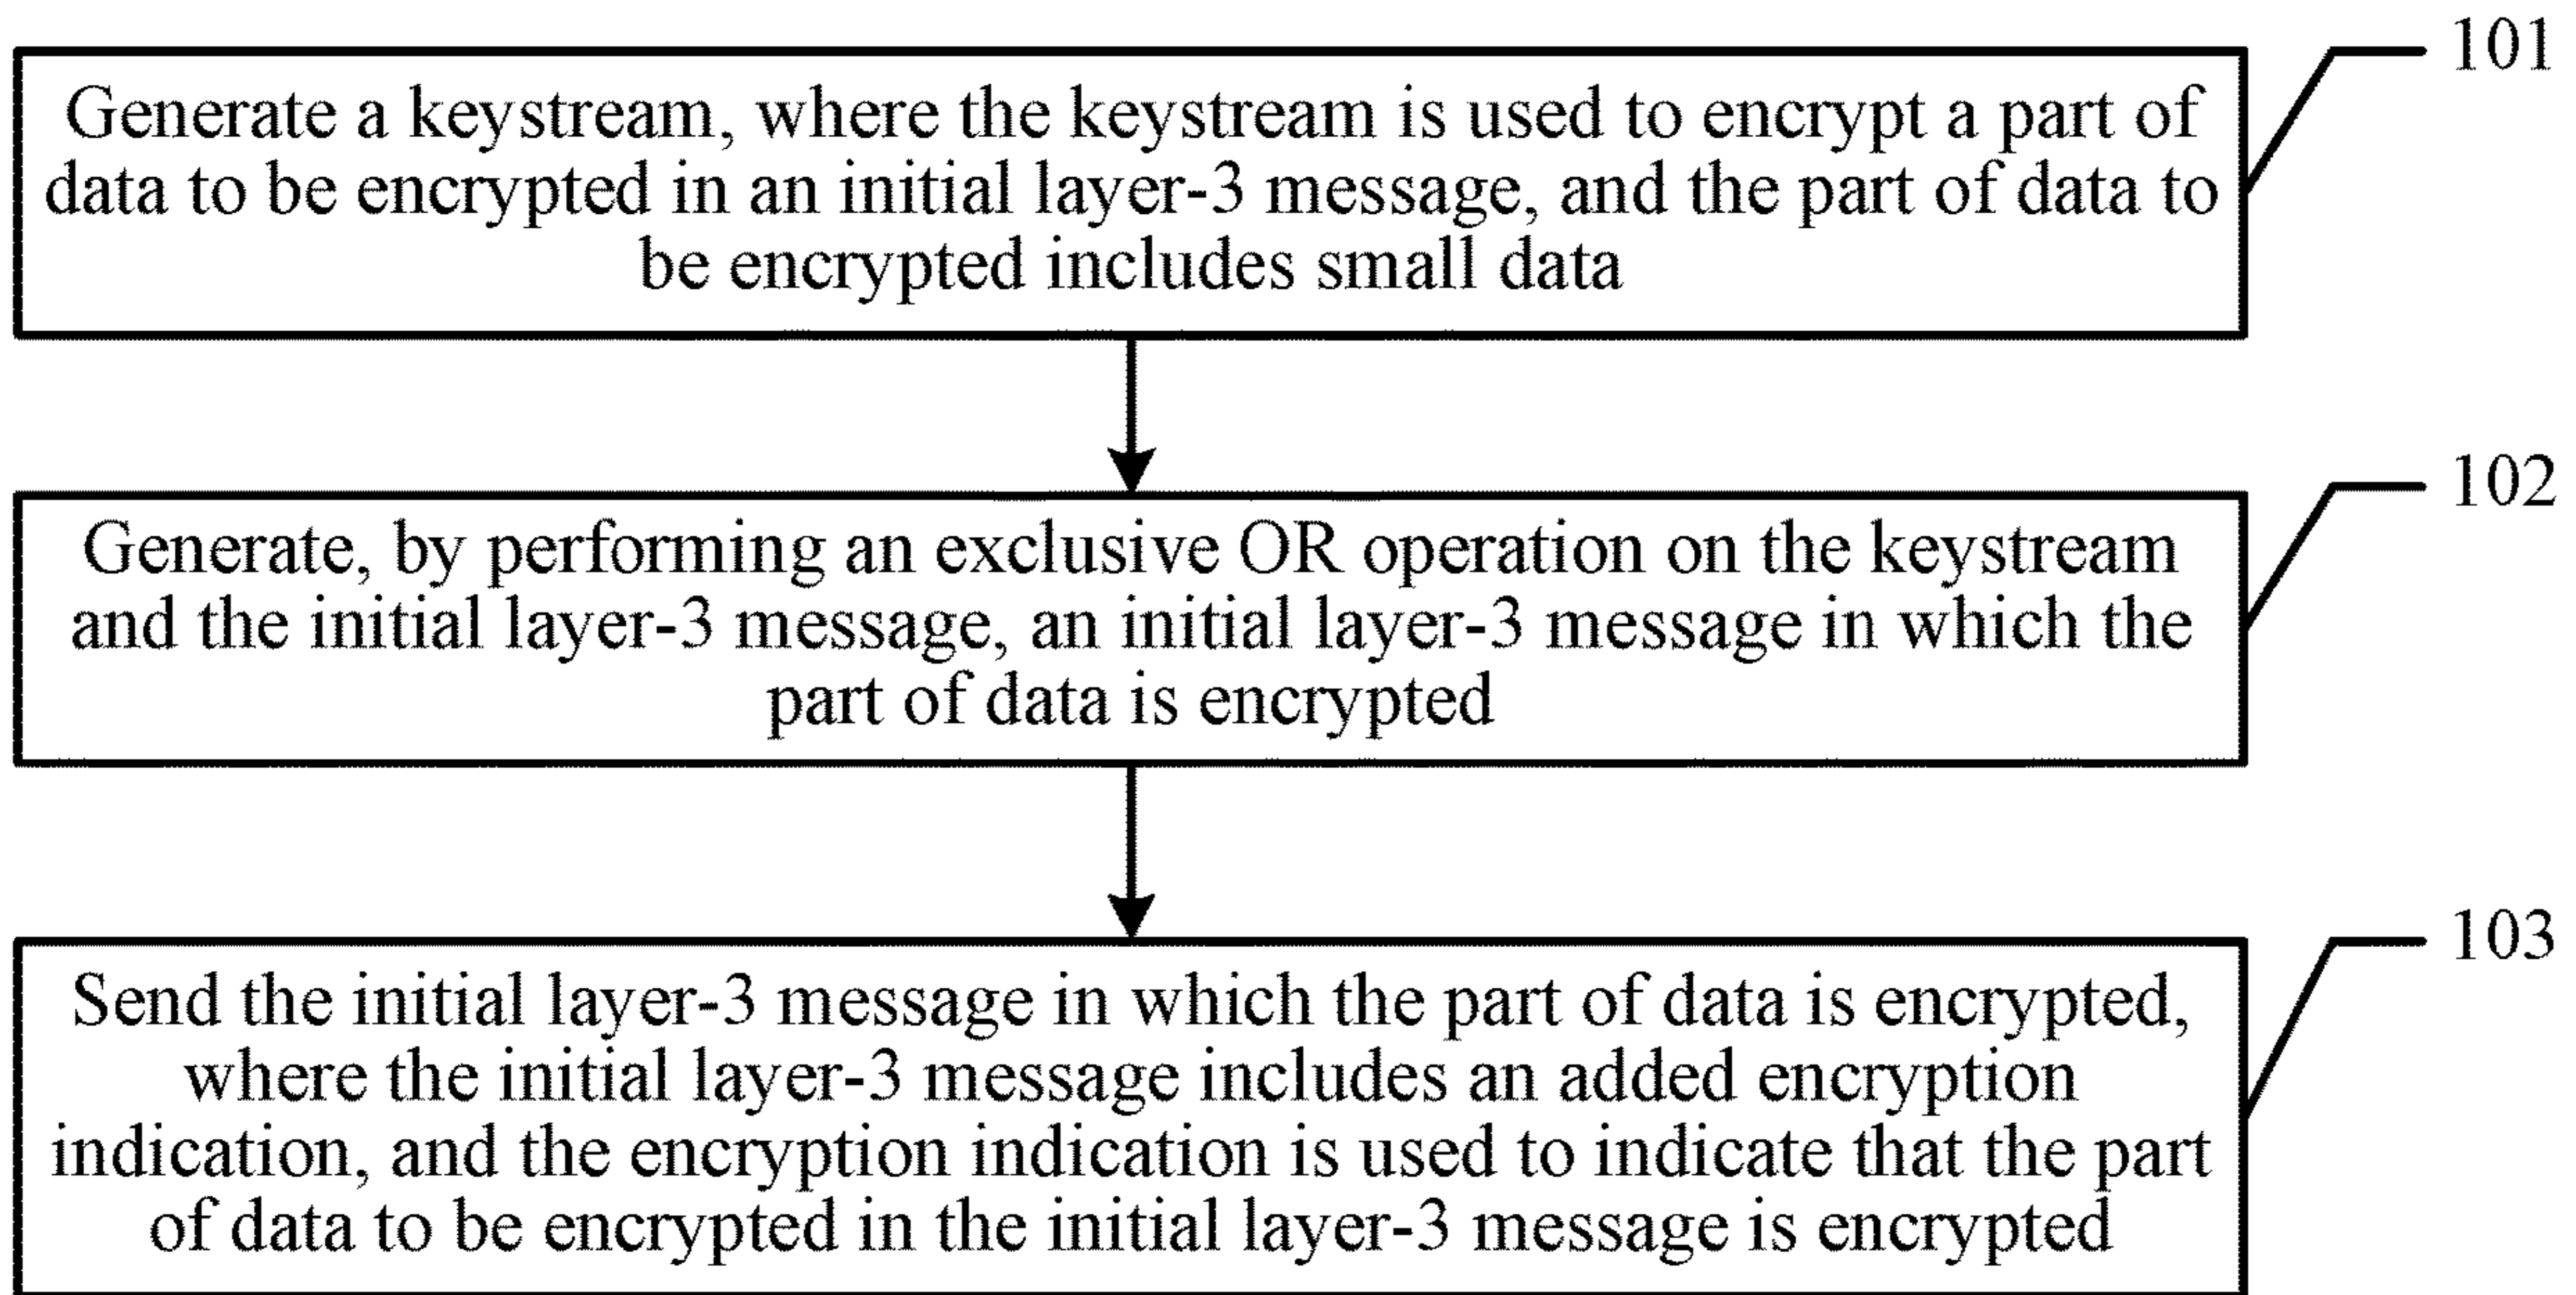 101
Generate a keystream, where the keystream is used to encrypt a part of
data to be encrypted in an initial layer-3 message, and the part of data to
be encrypted includes small data
102
Generate, by performing an exclusive OR operation on the keystream
and the initial layer-3 message, an initial layer-3 message in which the
part of data is encrypted
103
Send the initial layer-3 message in which the part of data is encrypted,
where the initial layer-3 message includes an added encryption
indication, and the encryption indication is used to indicate that the part
of data to be encrypted in the initial layer-3 message is encrypted